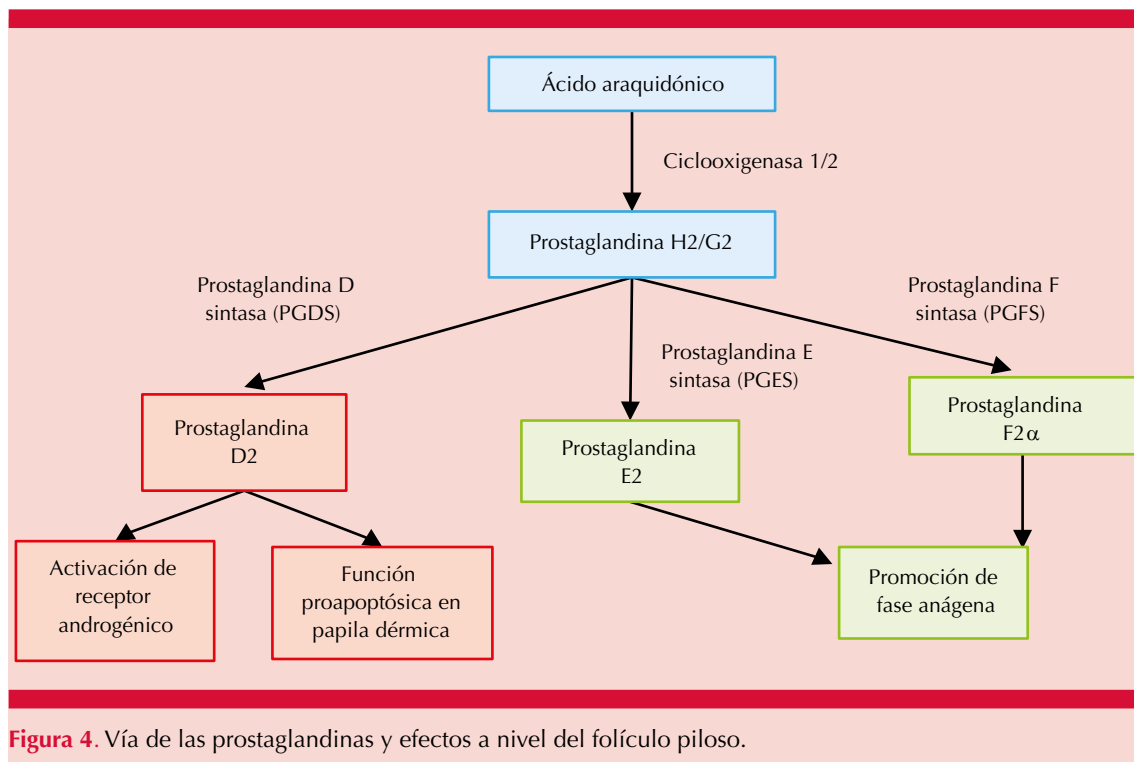 Ácido araquidónico
Ciclooxigenasa 1/2
Prostaglandina H2/G2
Prostaglandina D
sintasa (PGDS)
Prostaglandina E
sintasa (PGES)
Prostaglandina F
sintasa (PGFS)
Prostaglandina
D2
Prostaglandina
E2
Prostaglandina
F2α
Activación de
receptor
androgénico
Función
proapoptósica en
papila dérmica
Promoción de
fase anágena
Figura 4. Vía de las prostaglandinas y efectos a nivel del folículo piloso.